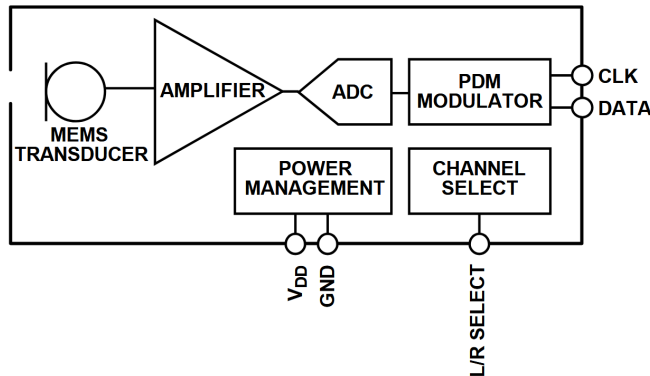 AMPLIFIER
ADC
PDM
MODULATOR
CLK
DATA
MEMS
TRANSDUCER
POWER
MANAGEMENT
CHANNEL
SELECT
VDD
GND
L/R SELECT